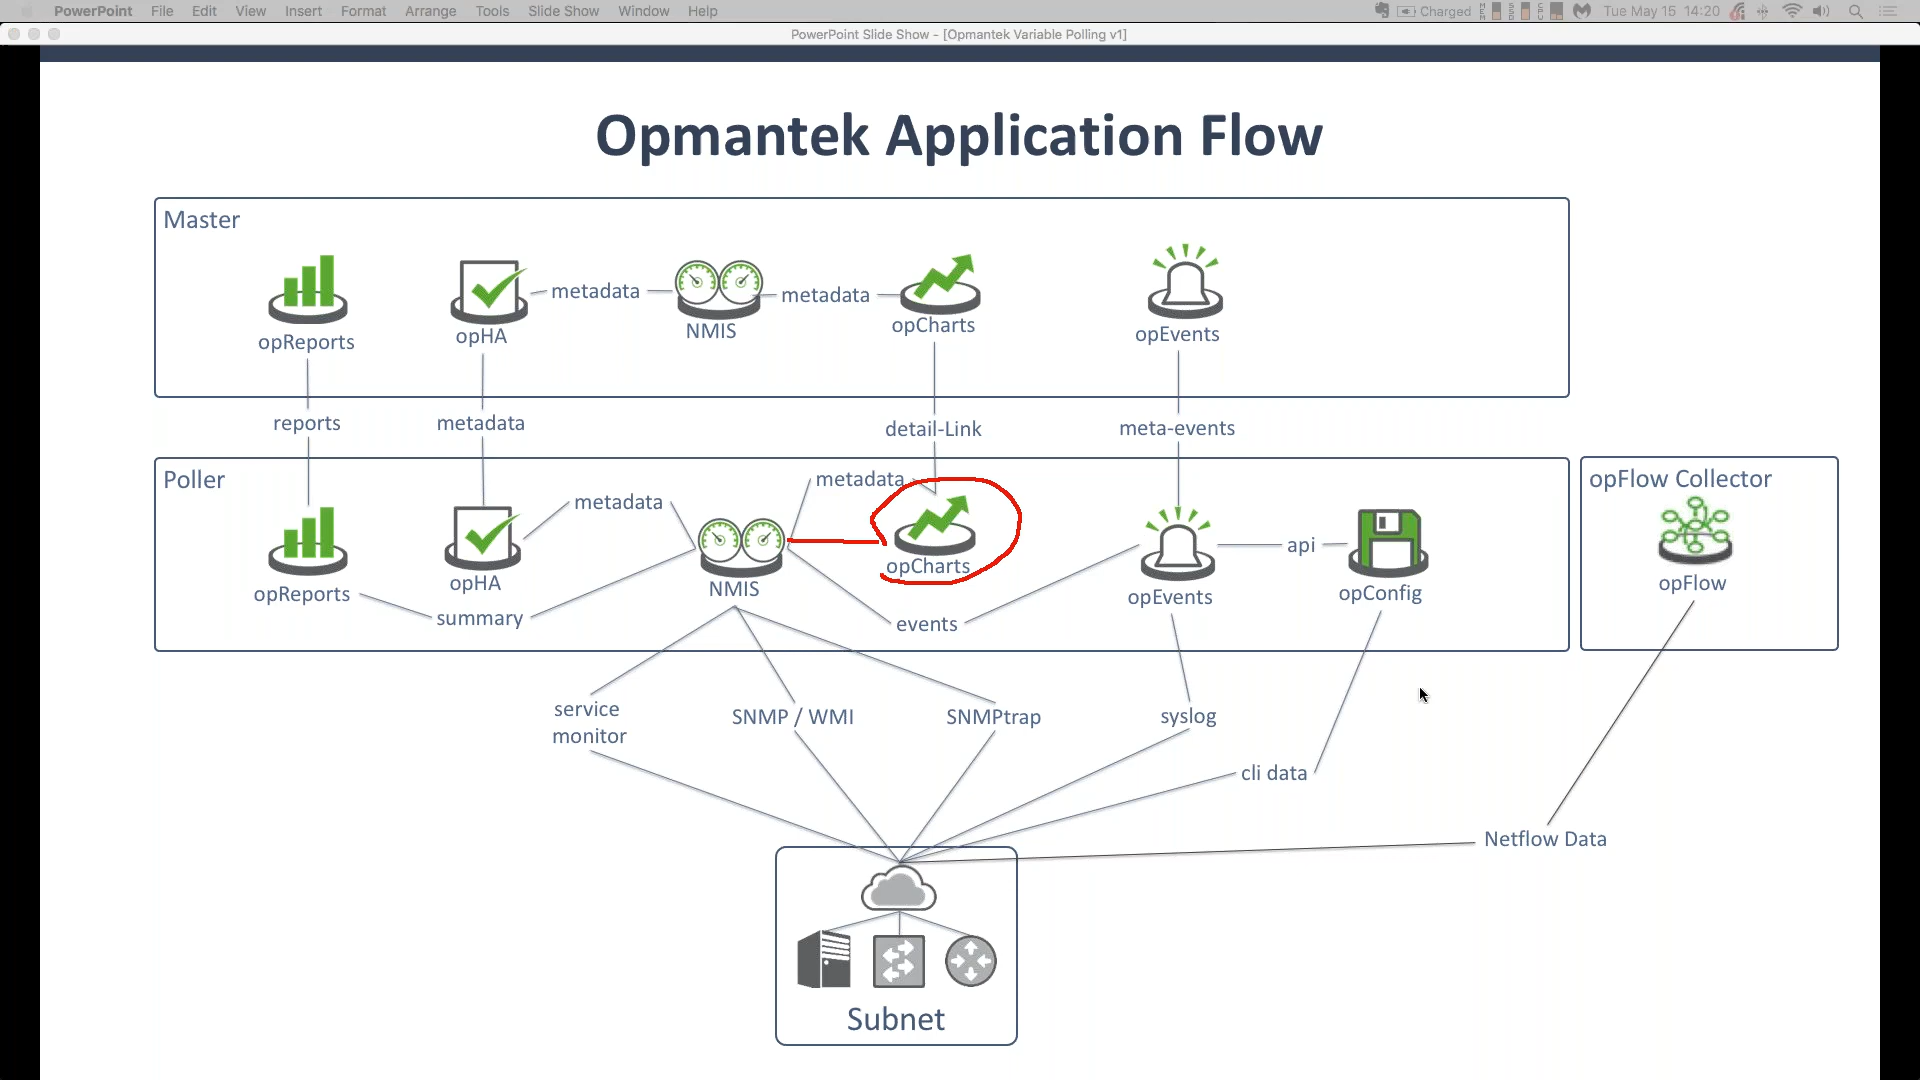 PowerPoint File Edit View Insert Format Arrange Tools Slide Show Window Help Charged Tue May 15 14:20
PowerPoint Slide Show - [Opmantek Variable Polling v1]
Opmantek Application Flow
Master
metadata
metadata
opReports
opHA
NMIS
opCharts
opEvents
reports
metadata
detail-Link
meta-events
Poller
metadata
metadata
opFlow Collector
opReports
opHA
NMIS
opCharts
opEvents
api
opConfig
opFlow
summary
events
service
monitor
SNMP / WMI
SNMPtrap
syslog
cli data
Netflow Data
Subnet